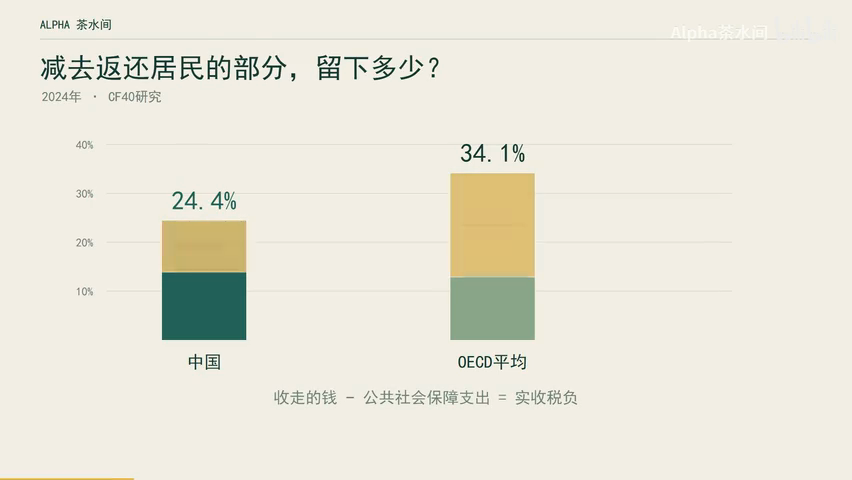 ALPHA 茶水间
Alpha茶水间
减去返还居民的部分，留下多少？
2024年 · CF40研究
40%
34.1%
30%
24.4%
20%
10%
中国
OECD平均
收走的钱 − 公共社会保障支出 = 实收税负